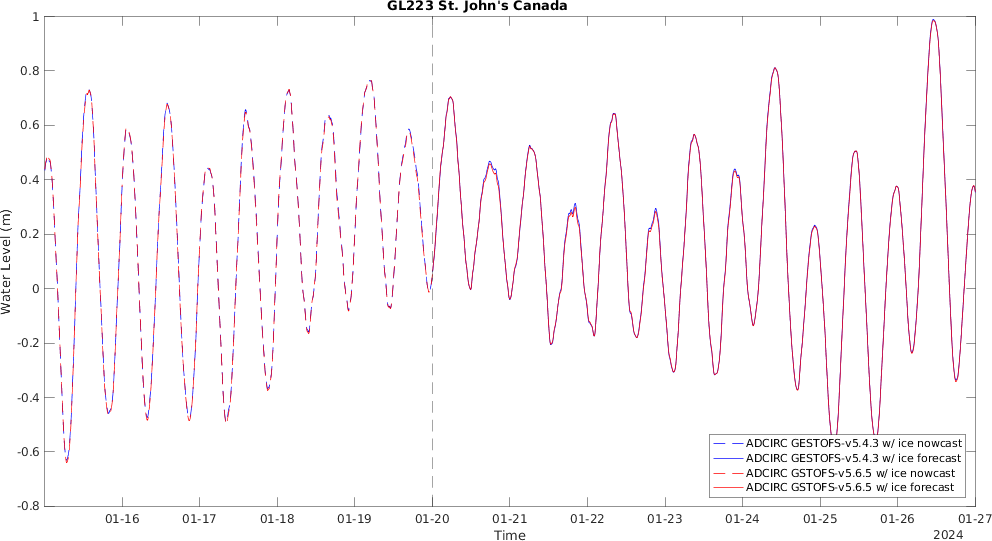 GL223 St. John's Canada
Water Level (m)
1
0.8
0.6
0.4
0.2
0
-0.2
-0.4
-0.6
-0.8
ADCIRC GESTOFS-v5.4.3 w/ ice nowcast
ADCIRC GESTOFS-v5.4.3 w/ ice forecast
ADCIRC GSTOFS-v5.6.5 w/ ice nowcast
ADCIRC GSTOFS-v5.6.5 w/ ice forecast
01-16 01-17 01-18 01-19 01-20 01-21 01-22 01-23 01-24 01-25 01-26 01-27
Time
2024